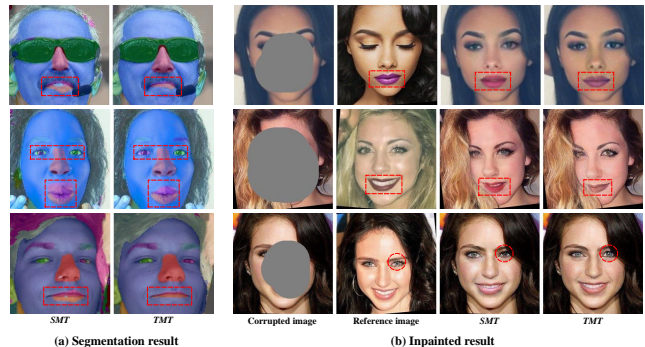 SMT TMT Corrupted image Reference image SMT TMT
(a) Segmentation result (b) Inpainted result